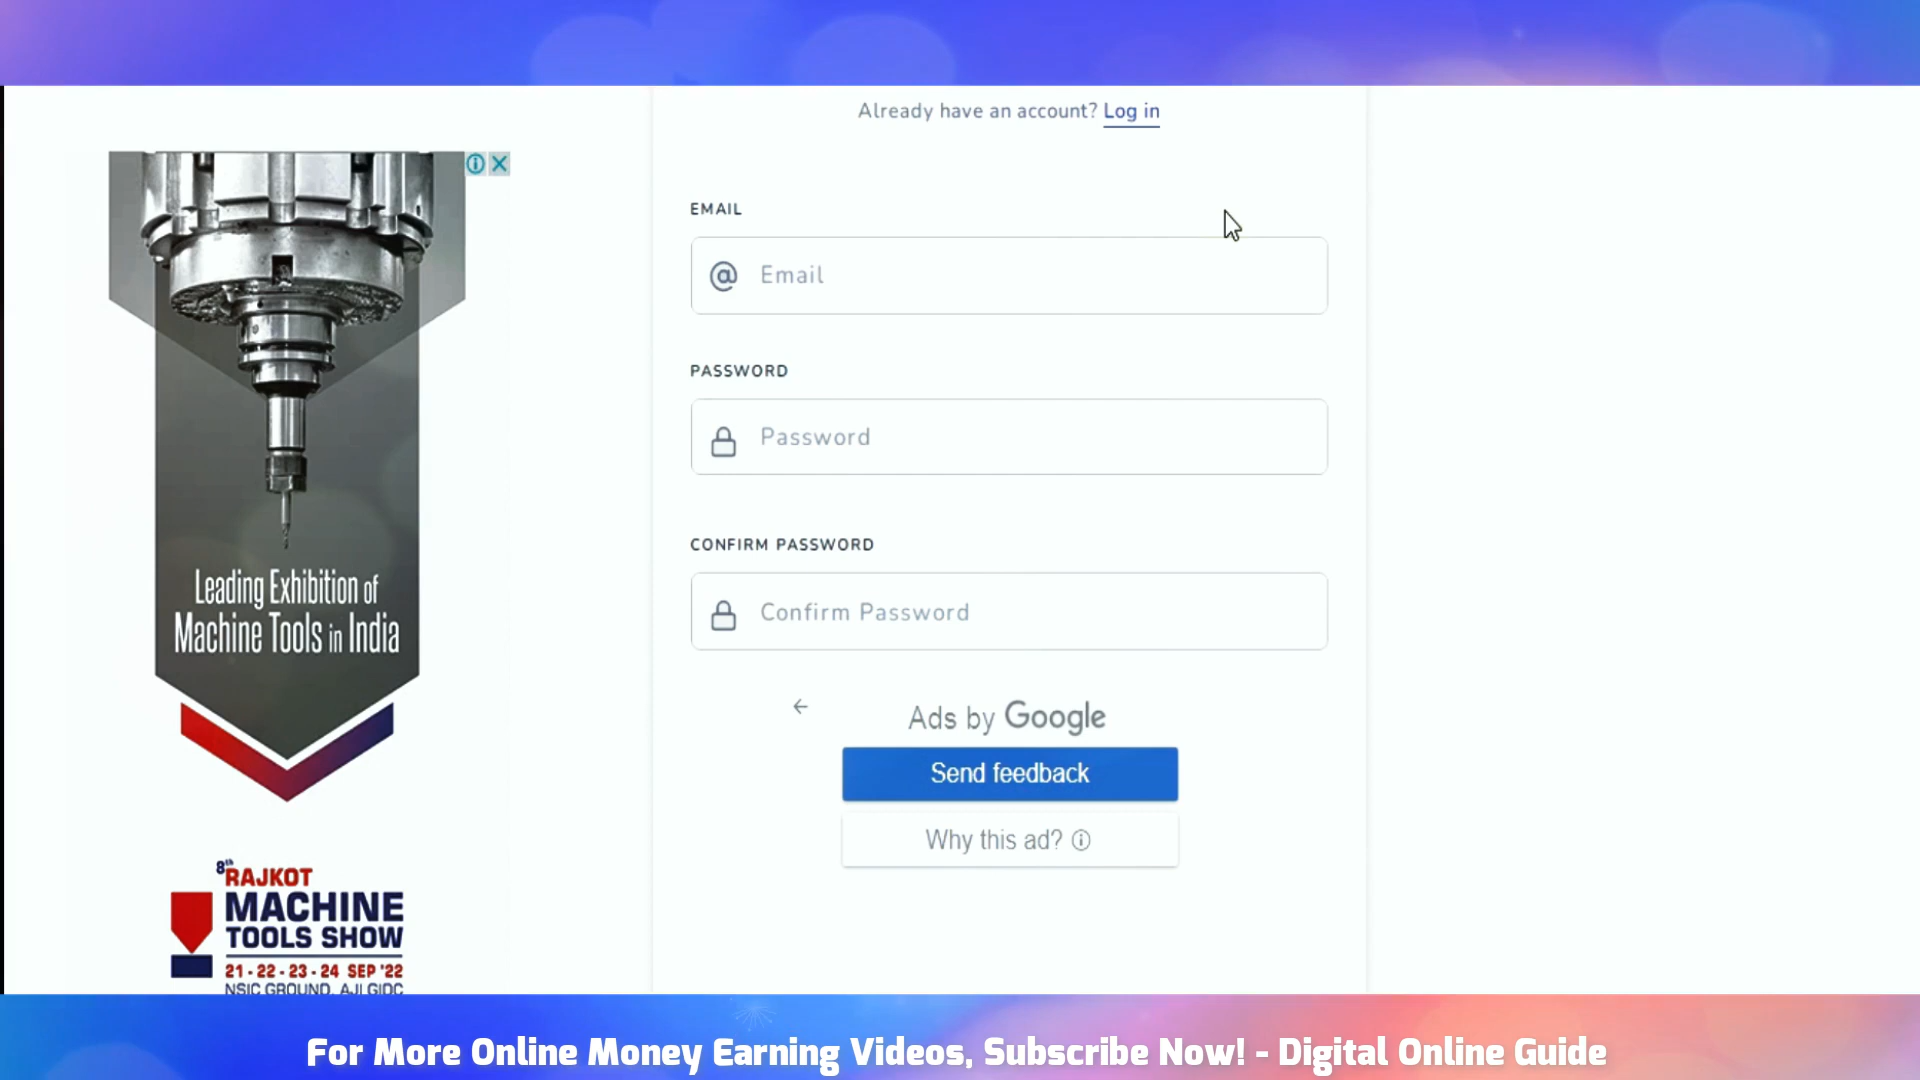 Already have an account? Log in
EMAIL
@ Email
PASSWORD
Password
CONFIRM PASSWORD
Confirm Password
Ads by Google
Send feedback
Why this ad?
Leading Exhibition of
Machine Tools in India
8th RAJKOT
MACHINE
TOOLS SHOW
21-22-23-24 SEP '22
NSIC GROUND, AJI GIDC
For More Online Money Earning Videos, Subscribe Now! - Digital Online Guide